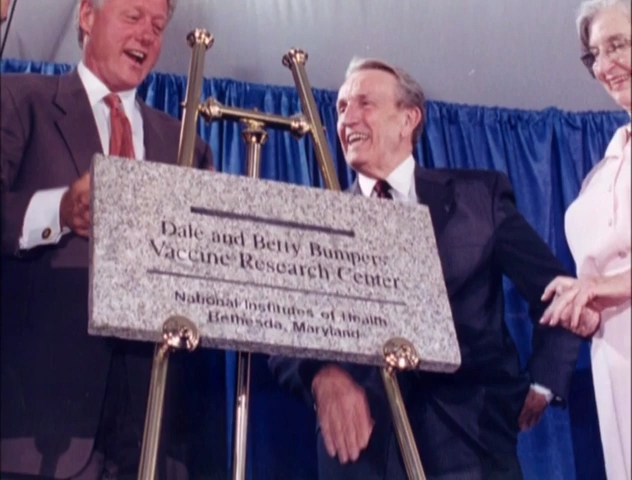 Dale and Betty Bumpers
Vaccine Research Center
National Institutes of Health
Bethesda, Maryland